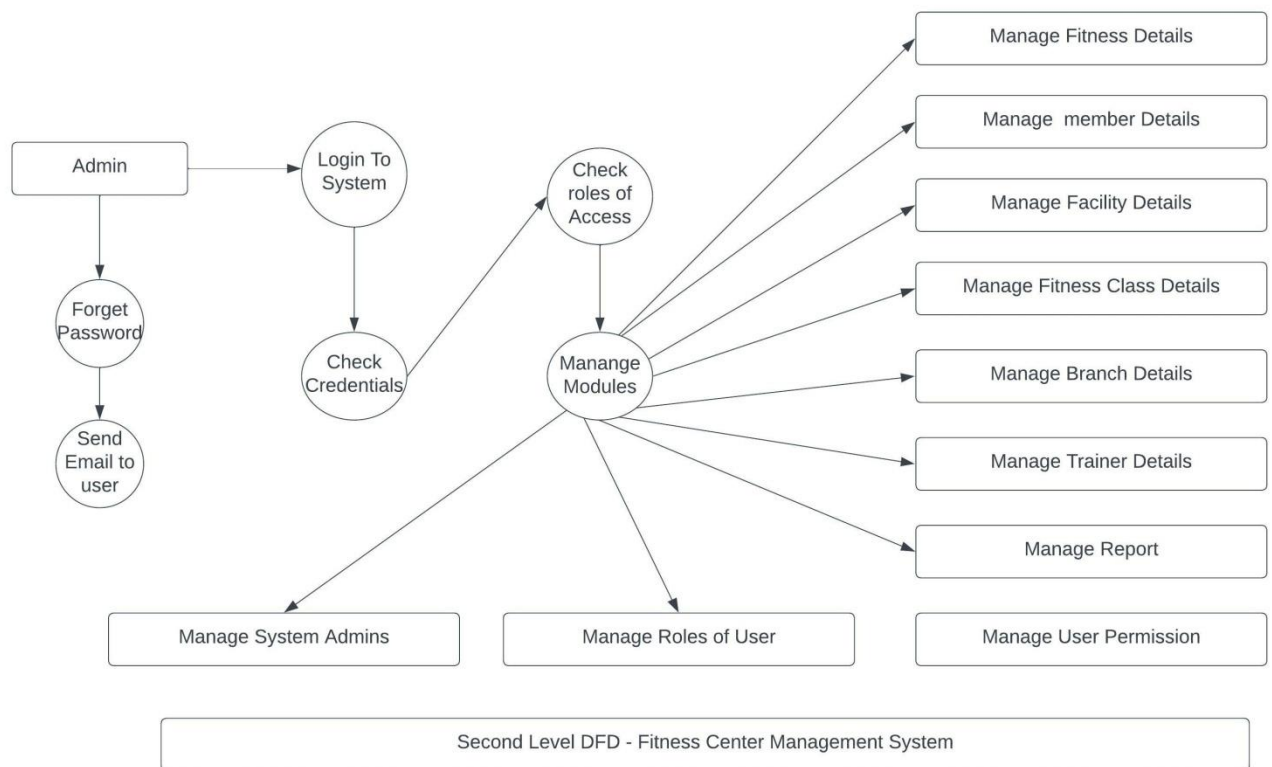 Manage Fitness Details
Manage  member Details
Admin
Login To
System
Check
roles of
Access
Manage Facility Details
Manage Fitness Class Details
Forget
Password
Check
Credentials
Manange
Modules
Manage Branch Details
Send
Email to
user
Manage Trainer Details
Manage Report
Manage System Admins
Manage Roles of User
Manage User Permission
Second Level DFD - Fitness Center Management System